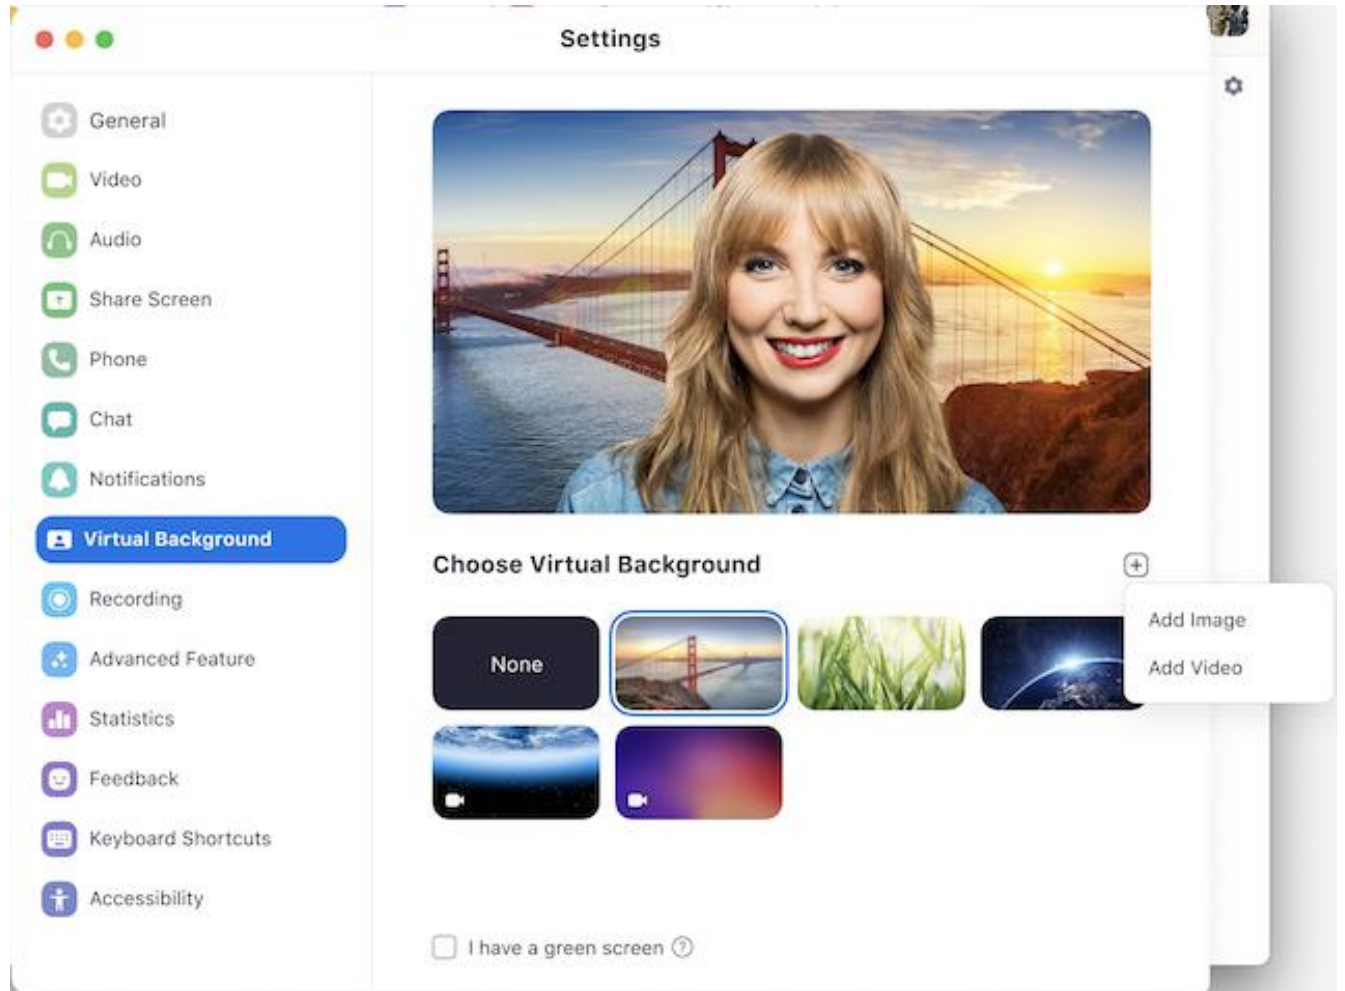 Settings
General
Video
Audio
Share Screen
Phone
Chat
Notifications
Virtual Background
Recording
Advanced Feature
Statistics
Feedback
Keyboard Shortcuts
Accessibility
Choose Virtual Background
Add Image
Add Video
None
I have a green screen ?